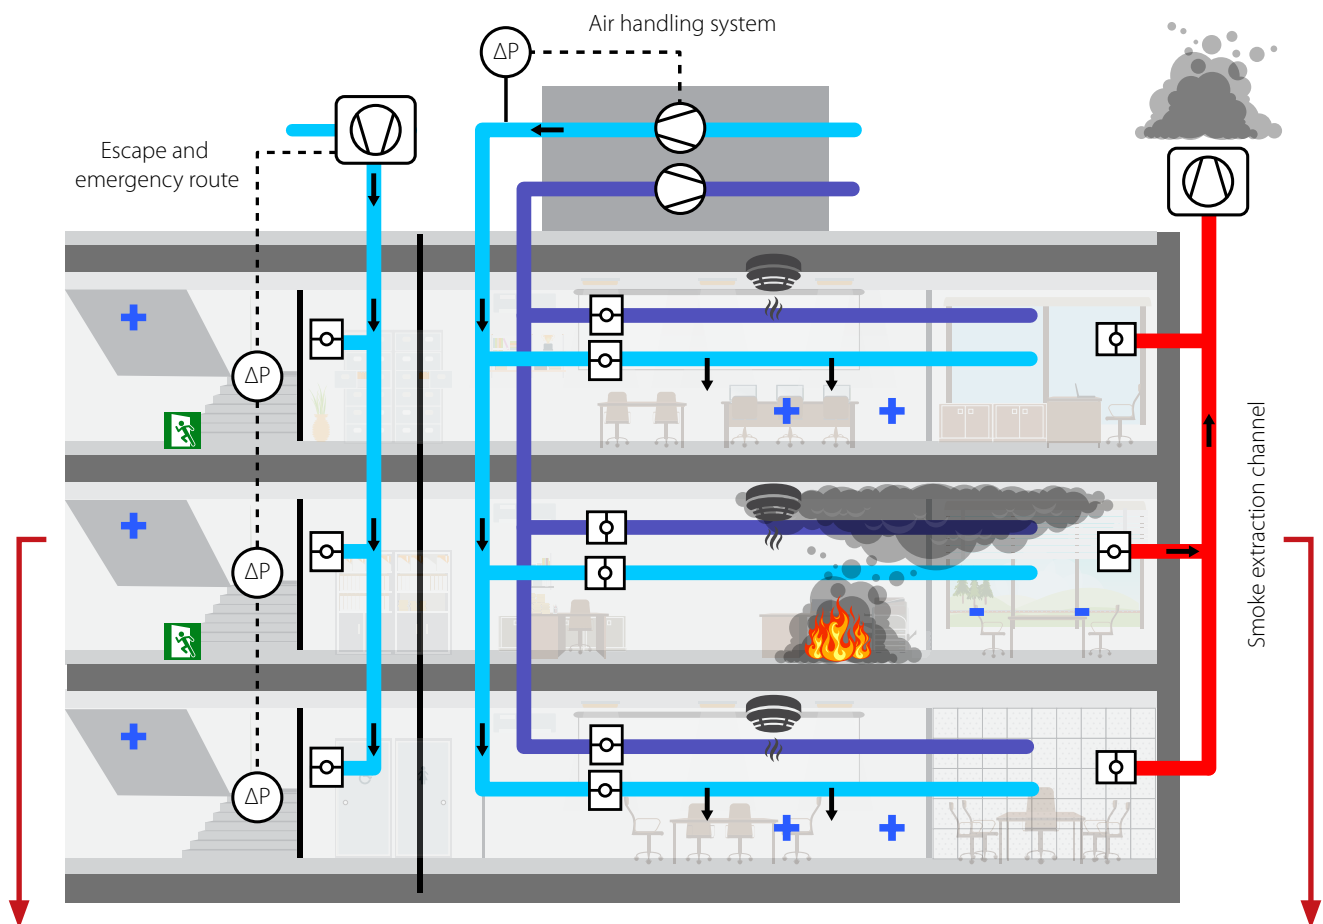 Air handling system
ΔP
Escape and
emergency route
ΔP
ΔP
ΔP
Smoke extraction channel